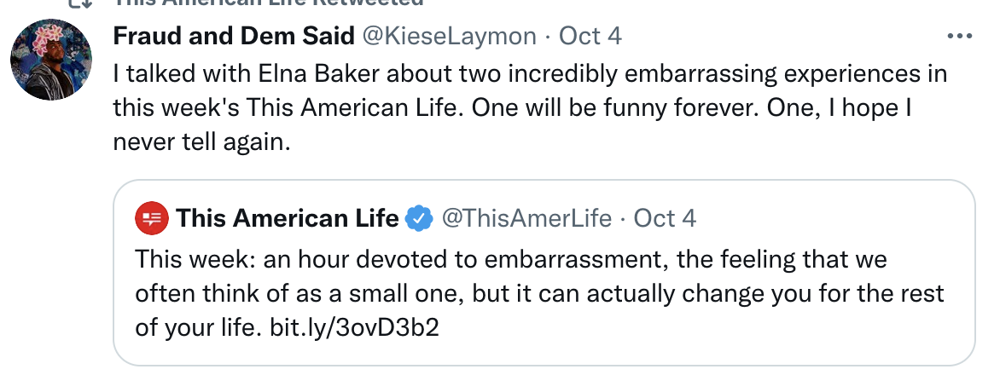 This American Life Retweeted
Fraud and Dem Said @KieseLaymon · Oct 4
I talked with Elna Baker about two incredibly embarrassing experiences in
this week's This American Life. One will be funny forever. One, I hope I
never tell again.
This American Life @ThisAmerLife · Oct 4
This week: an hour devoted to embarrassment, the feeling that we
often think of as a small one, but it can actually change you for the rest
of your life. bit.ly/3ovD3b2